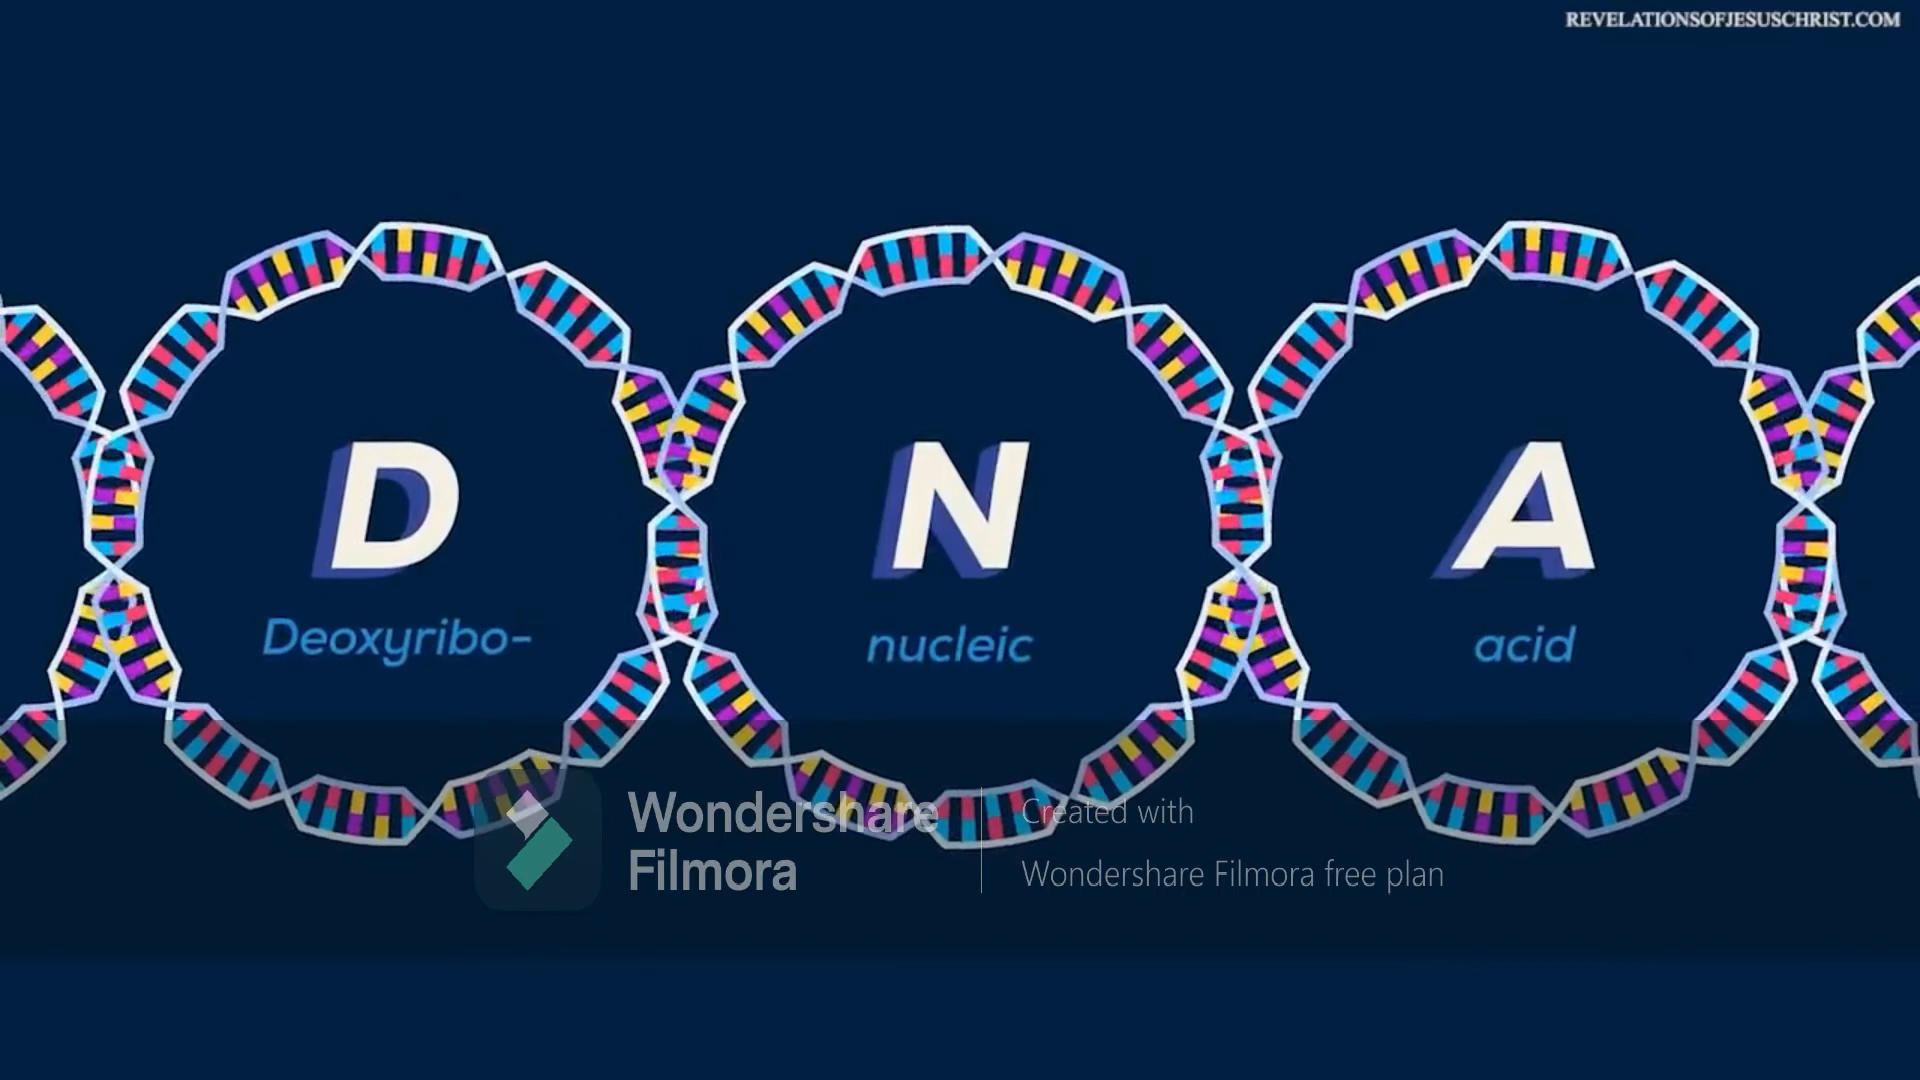 REVELATIONSOFJESUSCHRIST.COM
D N A
Deoxyribo- nucleic acid
Wondershare
Filmora
Created with
Wondershare Filmora free plan